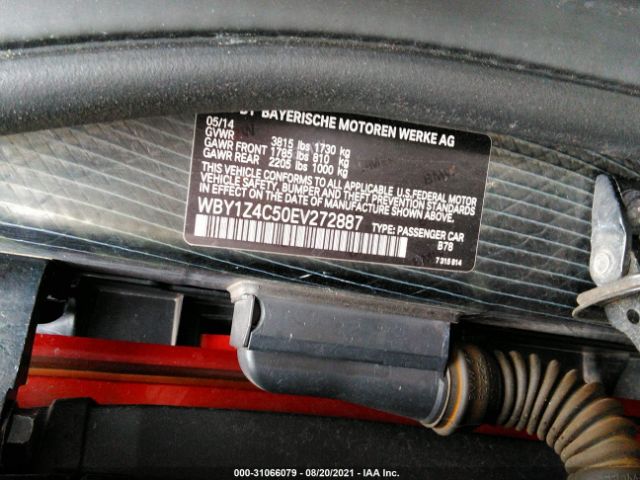 BAYERISCHE MOTOREN WERKE AG
05/14
GVWR 3815 lbs 1730 kg
GAWR FRONT 1785 lbs 810 kg
GAWR REAR 2205 lbs 1000 kg
THIS VEHICLE CONFORMS TO ALL APPLICABLE U.S. FEDERAL MOTOR
VEHICLE SAFETY, BUMPER, AND THEFT PREVENTION STANDARDS IN
EFFECT ON THE DATE OF MANUFACTURE SHOWN ABOVE.
WBY1Z4C50EV272887 TYPE: PASSENGER CAR
B78
7 315 814
000-31066079 - 08/20/2021 - IAA Inc.